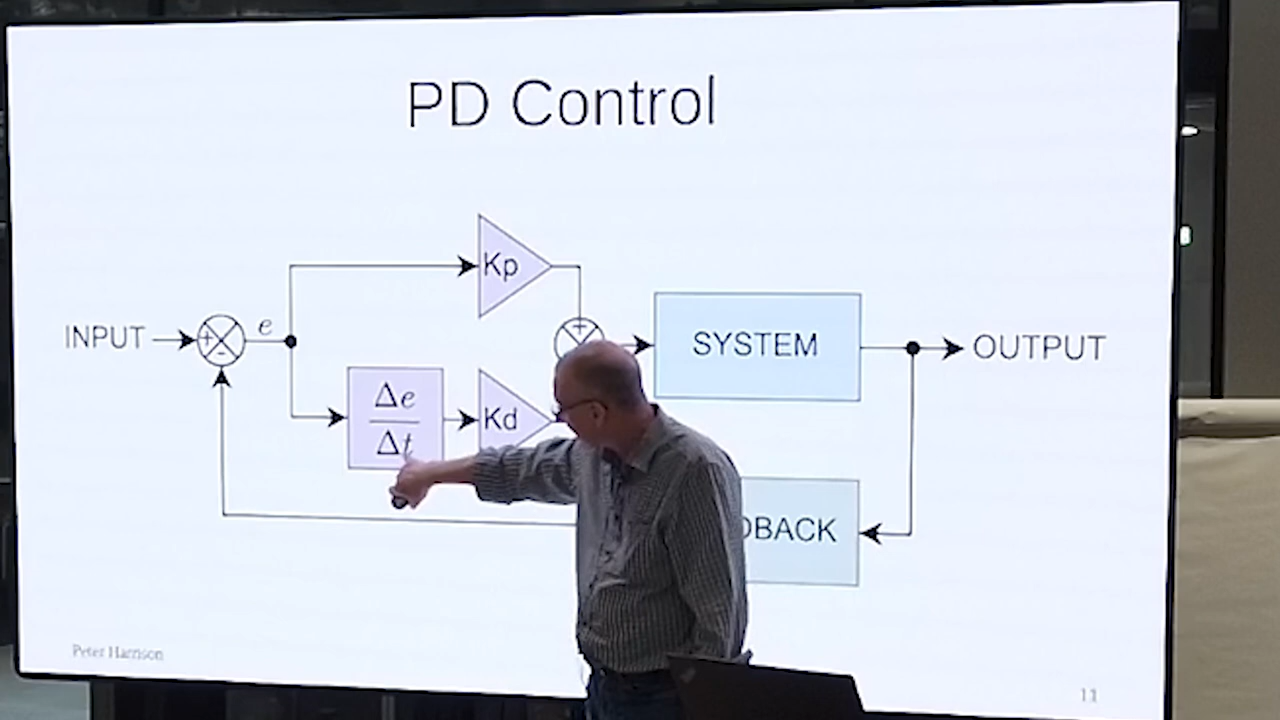 PD Control
Kp
INPUT
+
-
e
+
SYSTEM
OUTPUT
Δe
Δt
Kd
DBACK
Peter Harrison
11